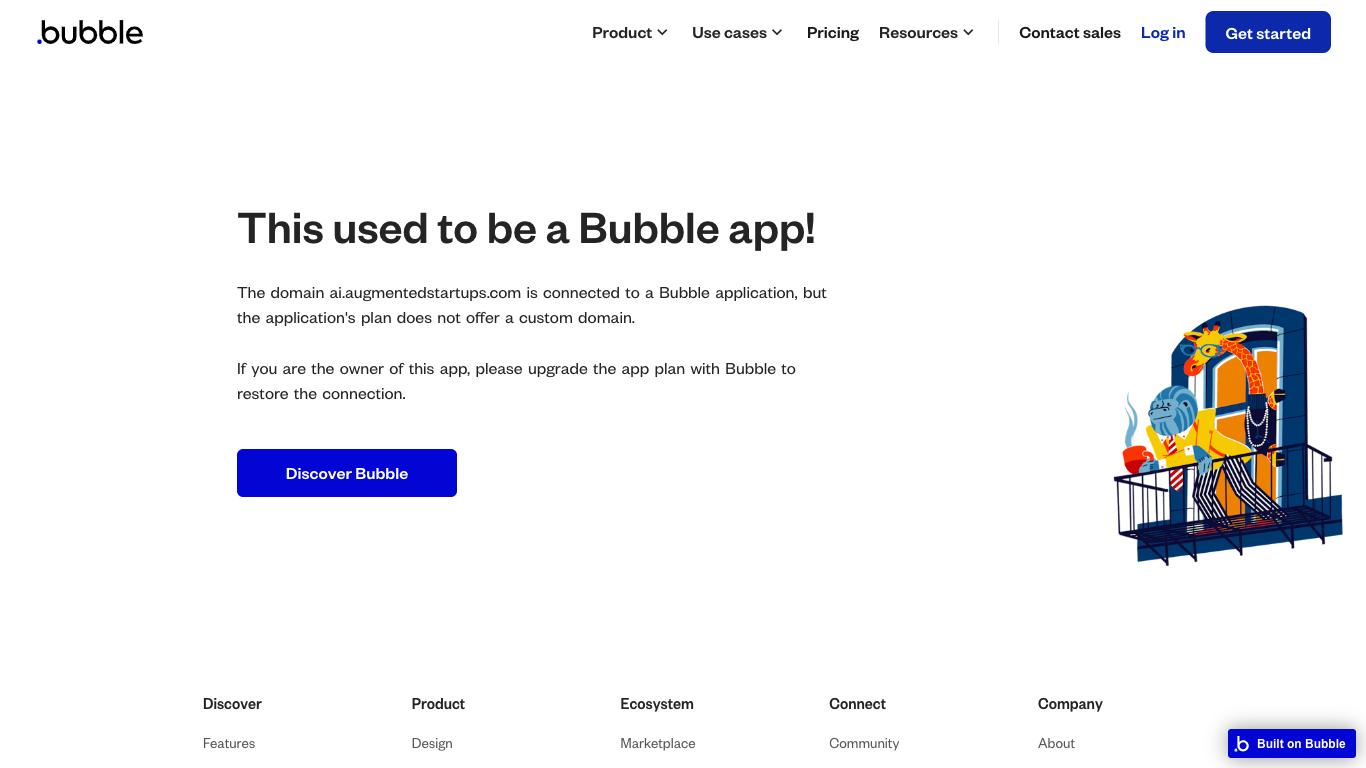 .bubble
Product
Use cases
Pricing
Resources
Contact sales
Log in
Get started
This used to be a Bubble app!
The domain ai.augmentedstartups.com is connected to a Bubble application, but
the application's plan does not offer a custom domain.
If you are the owner of this app, please upgrade the app plan with Bubble to
restore the connection.
Discover Bubble
Discover
Product
Ecosystem
Connect
Company
Features
Design
Marketplace
Community
About
b Built on Bubble